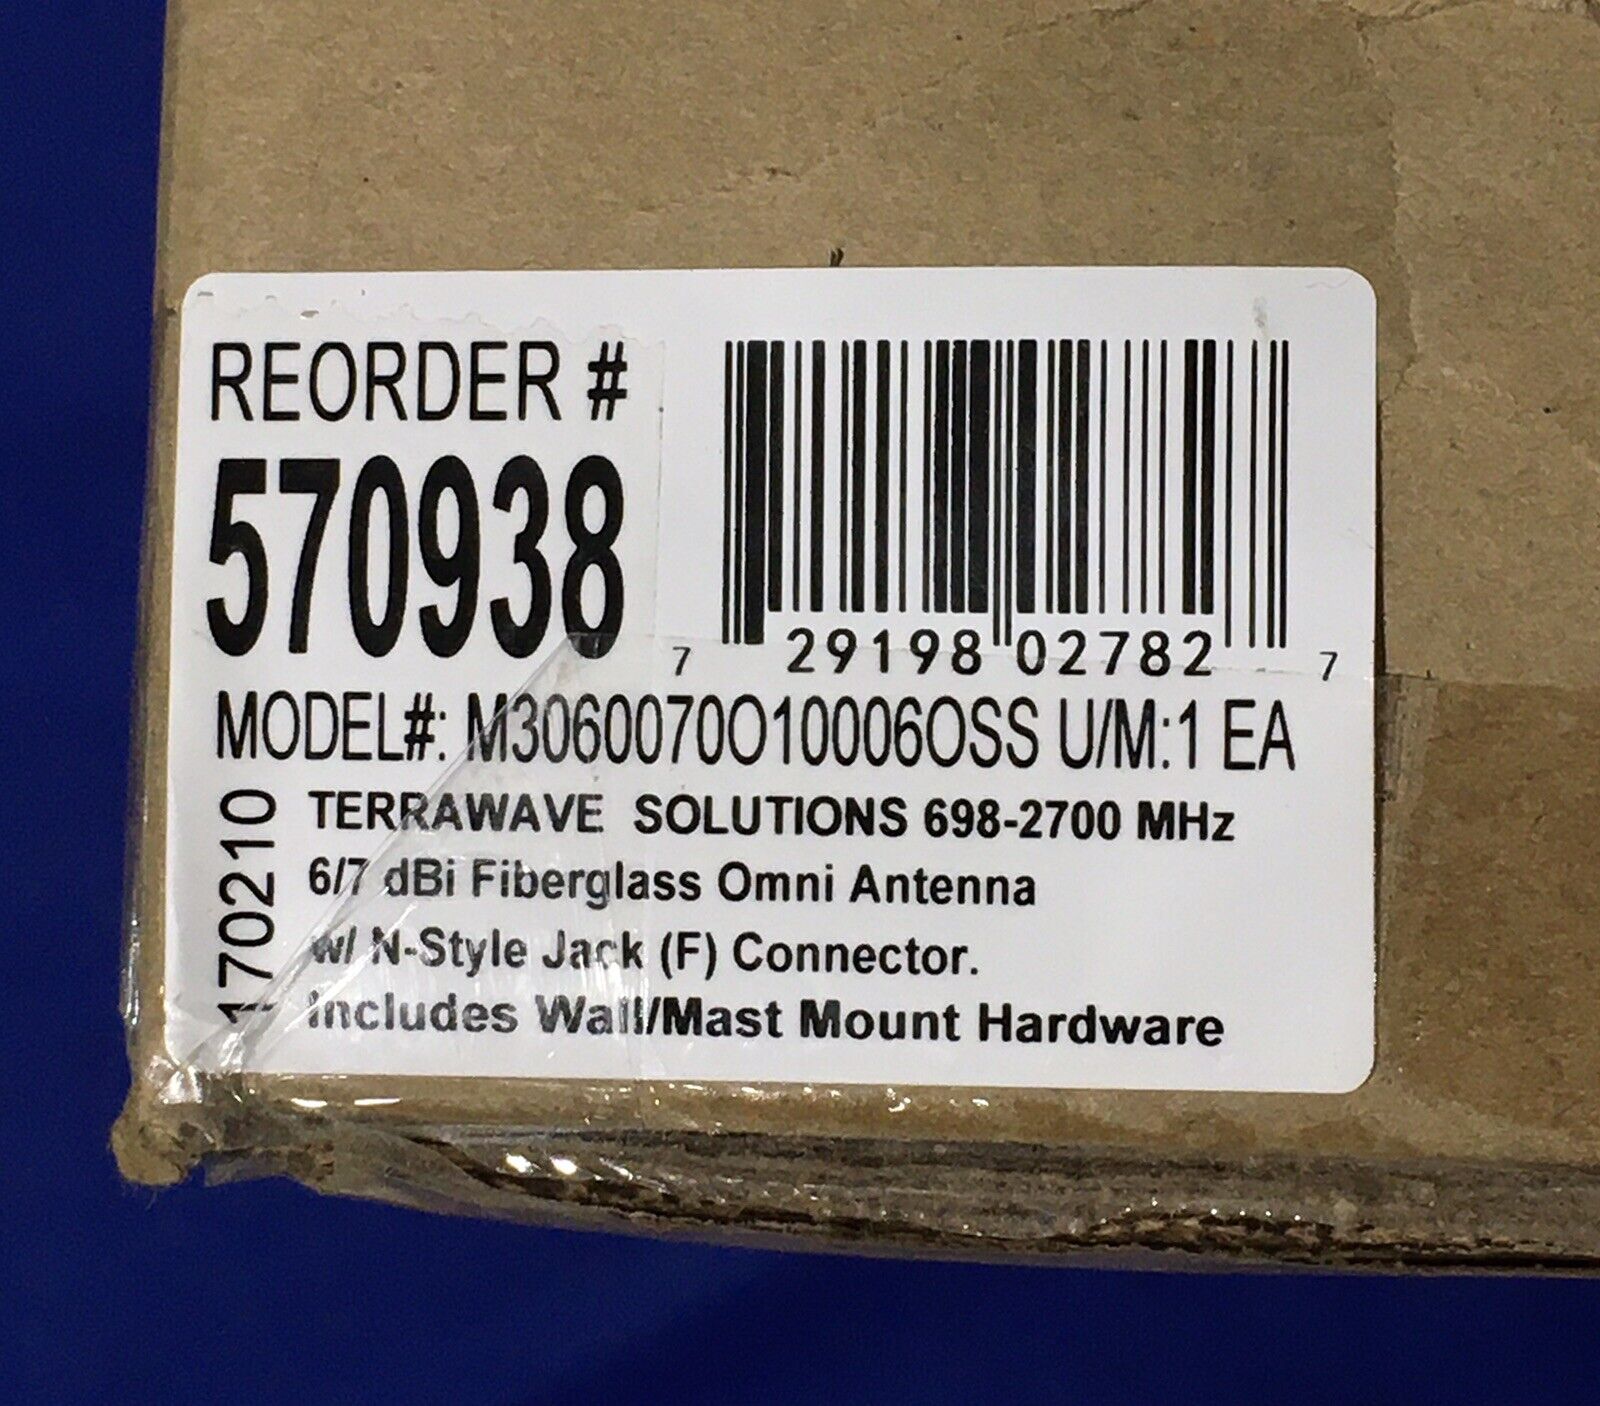 REORDER #
570938
7 29198 02782 7
MODEL#: M3060070O10006OSS U/M:1 EA
170210
TERRAWAVE SOLUTIONS 698-2700 MHz
6/7 dBi Fiberglass Omni Antenna
w/ N-Style Jack (F) Connector.
Includes Wall/Mast Mount Hardware